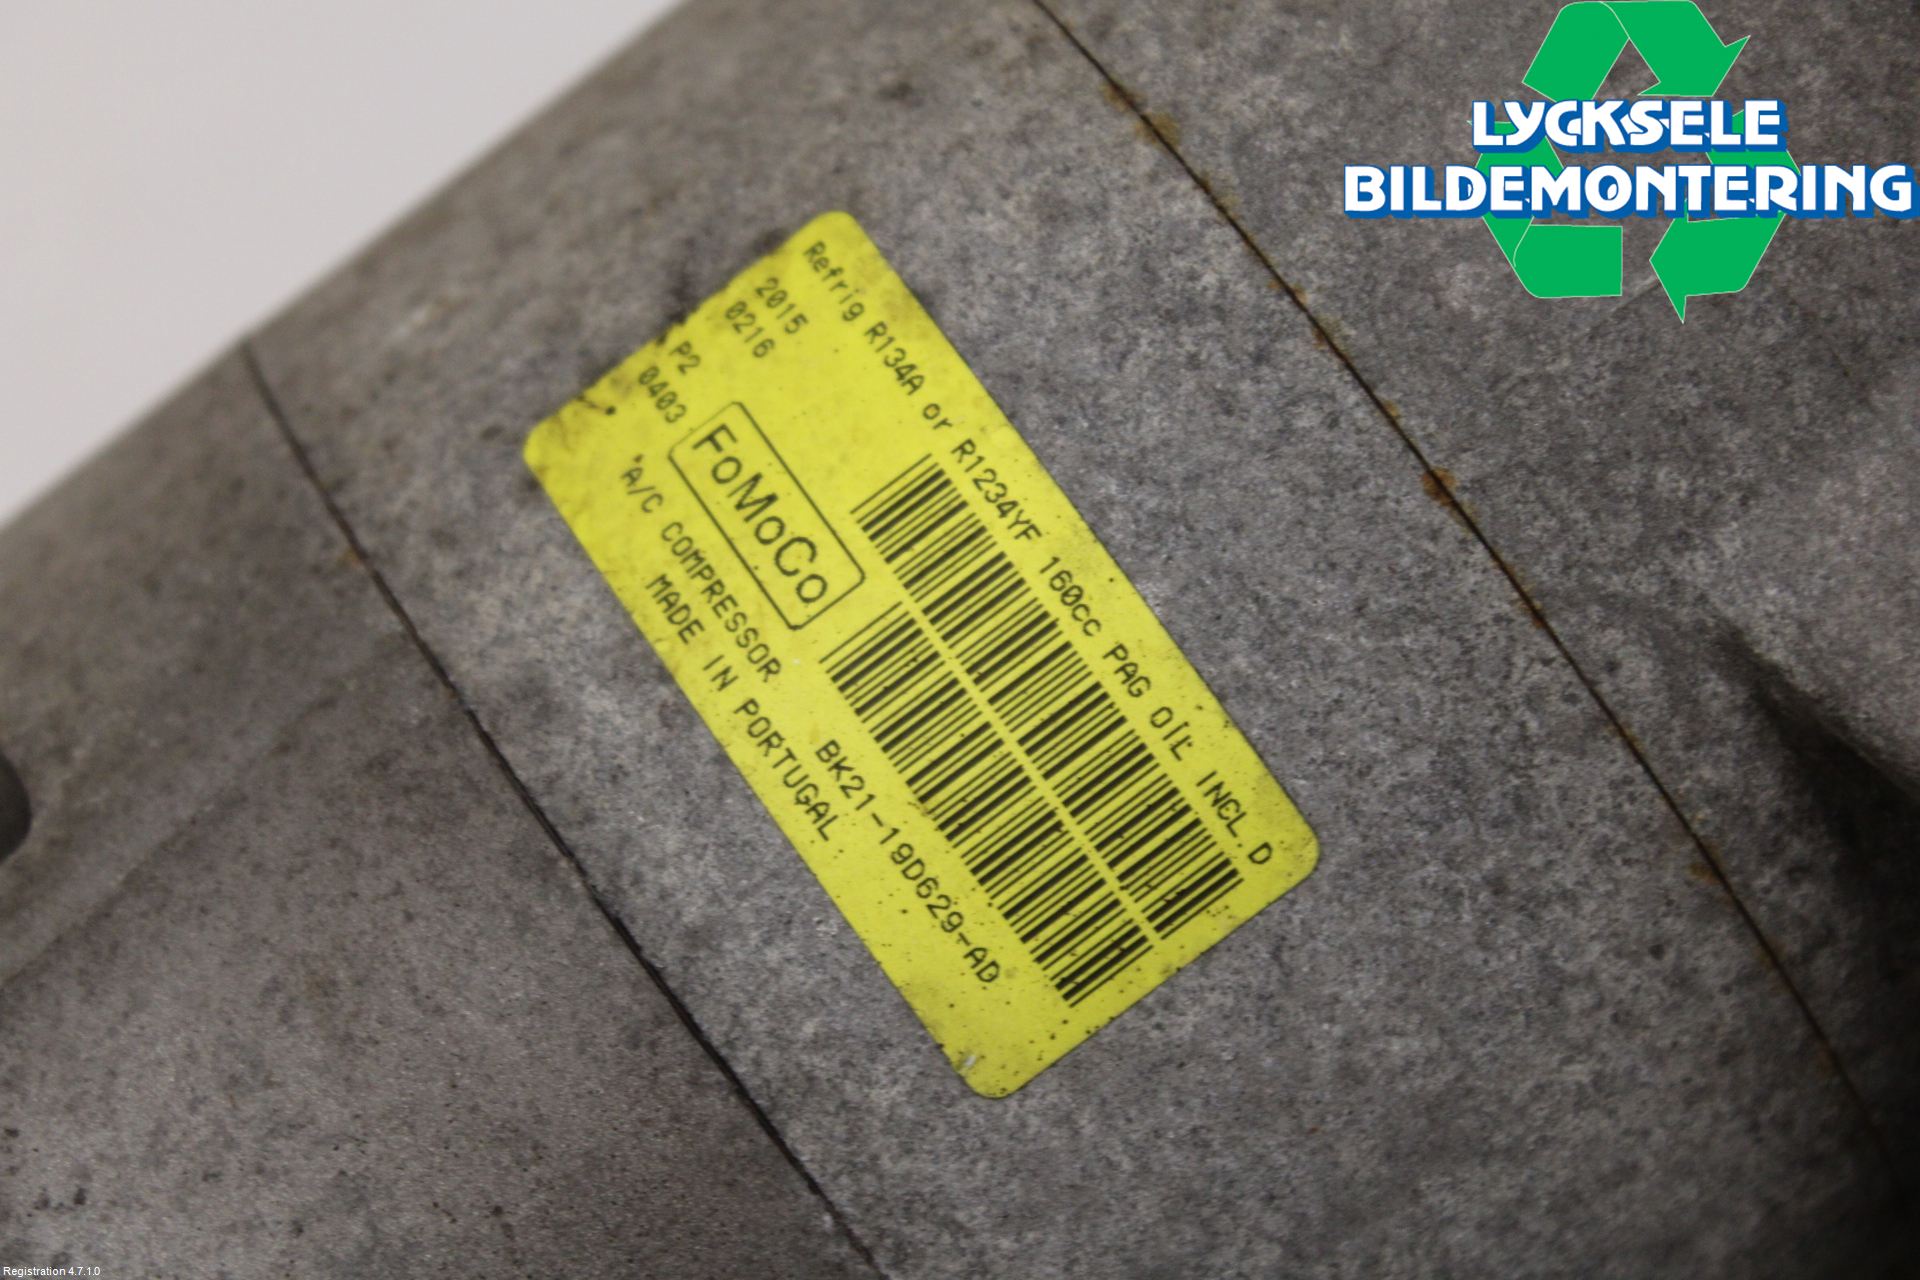 LYCKSELE
BILDEMONTERING
Refrig R134A or R1234YF 160cc PAG OIL INCL.D
2015
0216
P2
0403
FoMoCo
A/C COMPRESSOR BK21-19D629-AD
MADE IN PORTUGAL
Registration 4.7.1.0